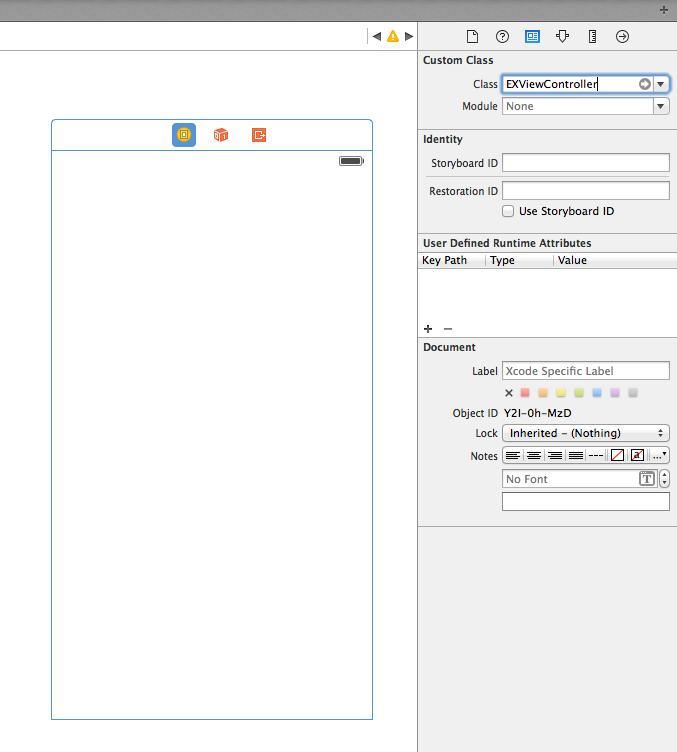 Custom Class
Class EXViewController
Module None
Identity
Storyboard ID
Restoration ID
Use Storyboard ID
User Defined Runtime Attributes
Key Path Type Value
Document
Label Xcode Specific Label
Object ID Y2I-0h-MzD
Lock Inherited - (Nothing)
Notes
No Font T